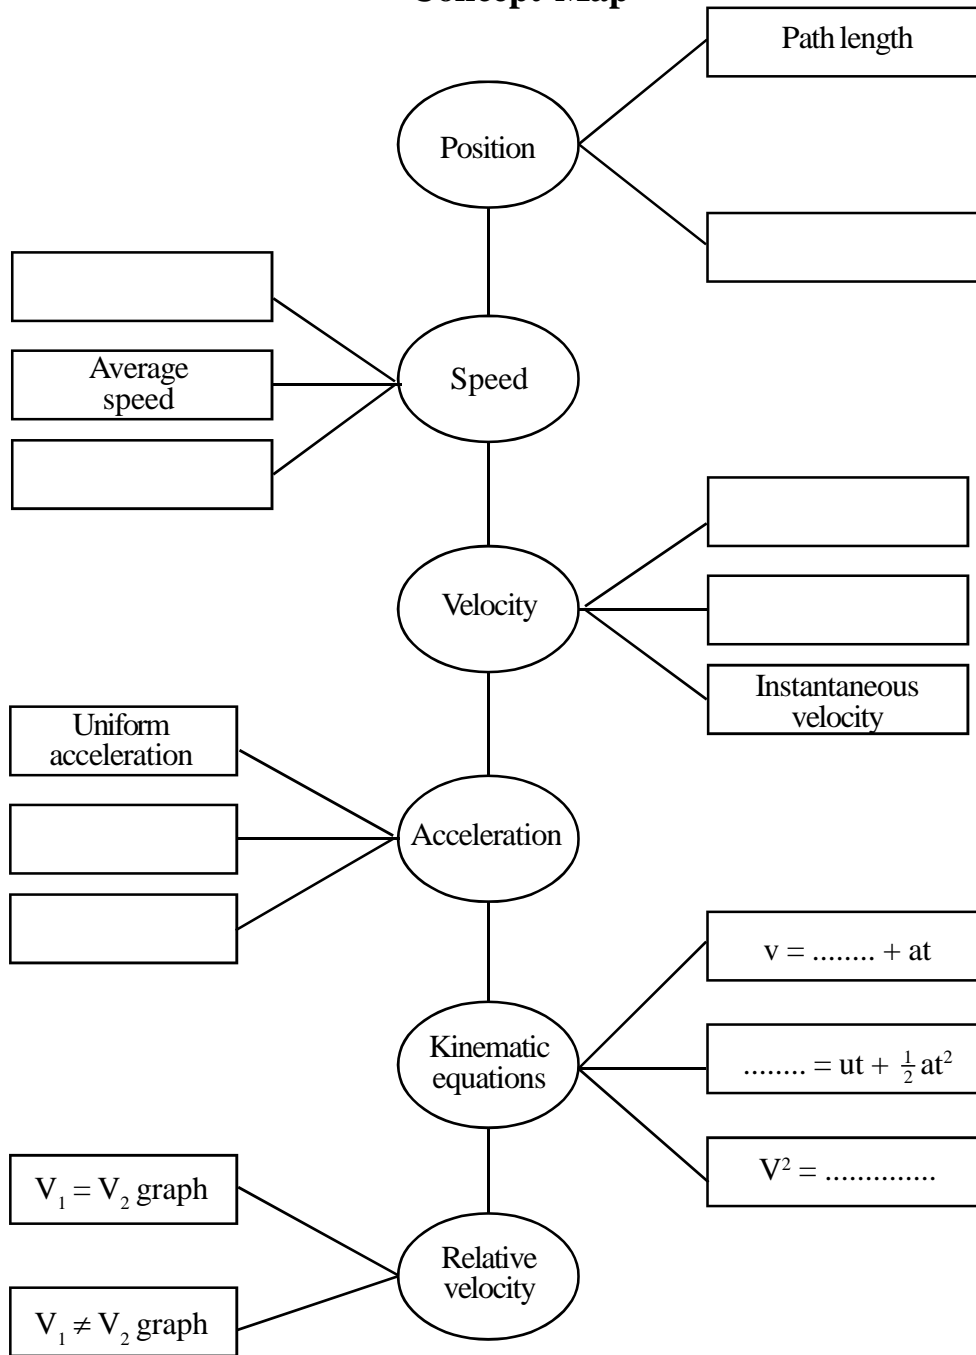 Concept Map
Path length
Position
Average
speed
Speed
Velocity
Instantaneous
velocity
Uniform
acceleration
Acceleration
v = ........ + at
Kinematic
equations
........ = ut + 1/2 at²
V² = ..............
V₁ = V₂ graph
Relative
velocity
V₁ ≠ V₂ graph